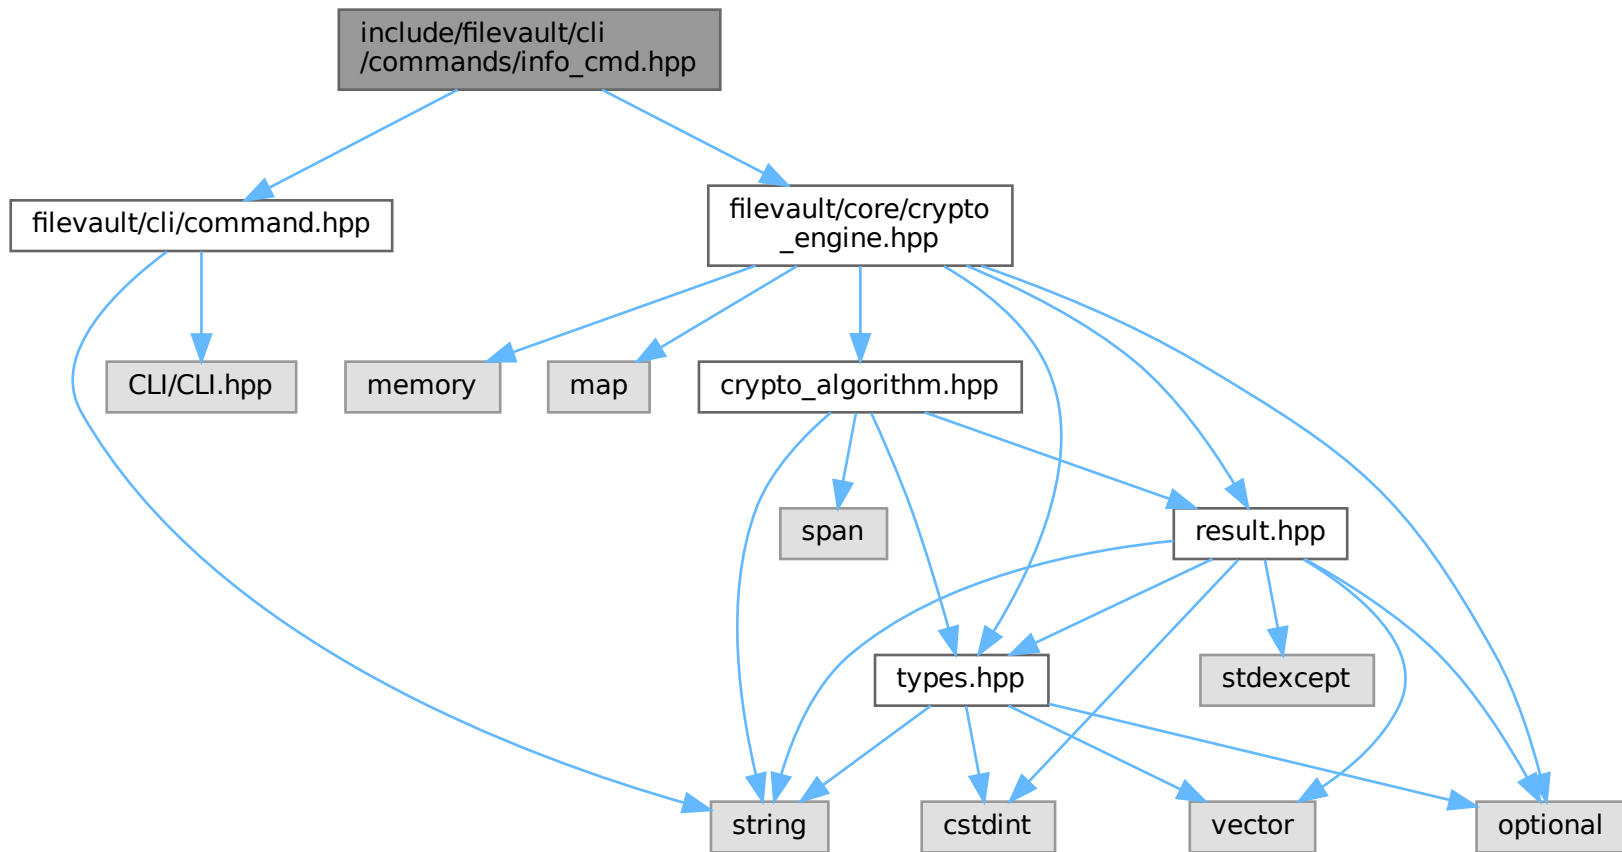 include/filevault/cli
/commands/info_cmd.hpp
filevault/cli/command.hpp
filevault/core/crypto
_engine.hpp
CLI/CLI.hpp
memory
map
crypto_algorithm.hpp
span
result.hpp
types.hpp
stdexcept
string
cstdint
vector
optional